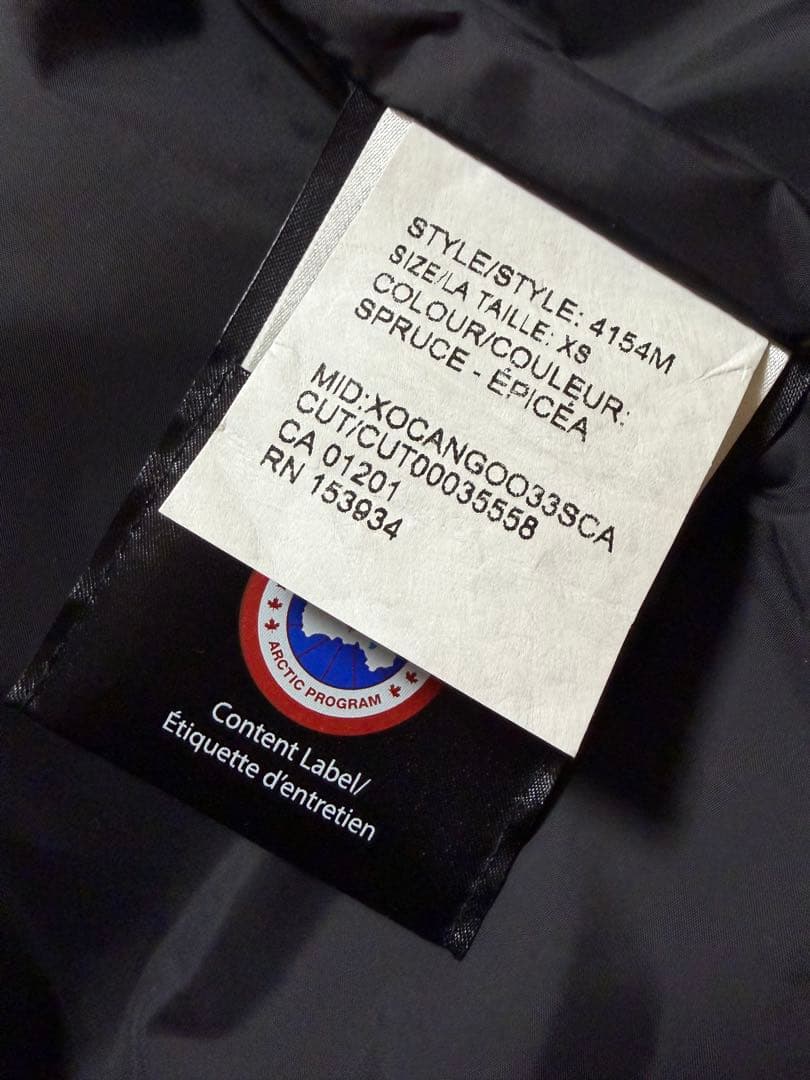 STYLE/STYLE: 4154M
SIZE/LA TAILLE: XS
COLOUR/COULEUR:
SPRUCE - ÉPICÉA
MID:XOCANGOO33SCA
CUT/CUT00035558
CA 01201
RN 153934
ARCTIC PROGRAM
Content Label/
Étiquette d'entretien